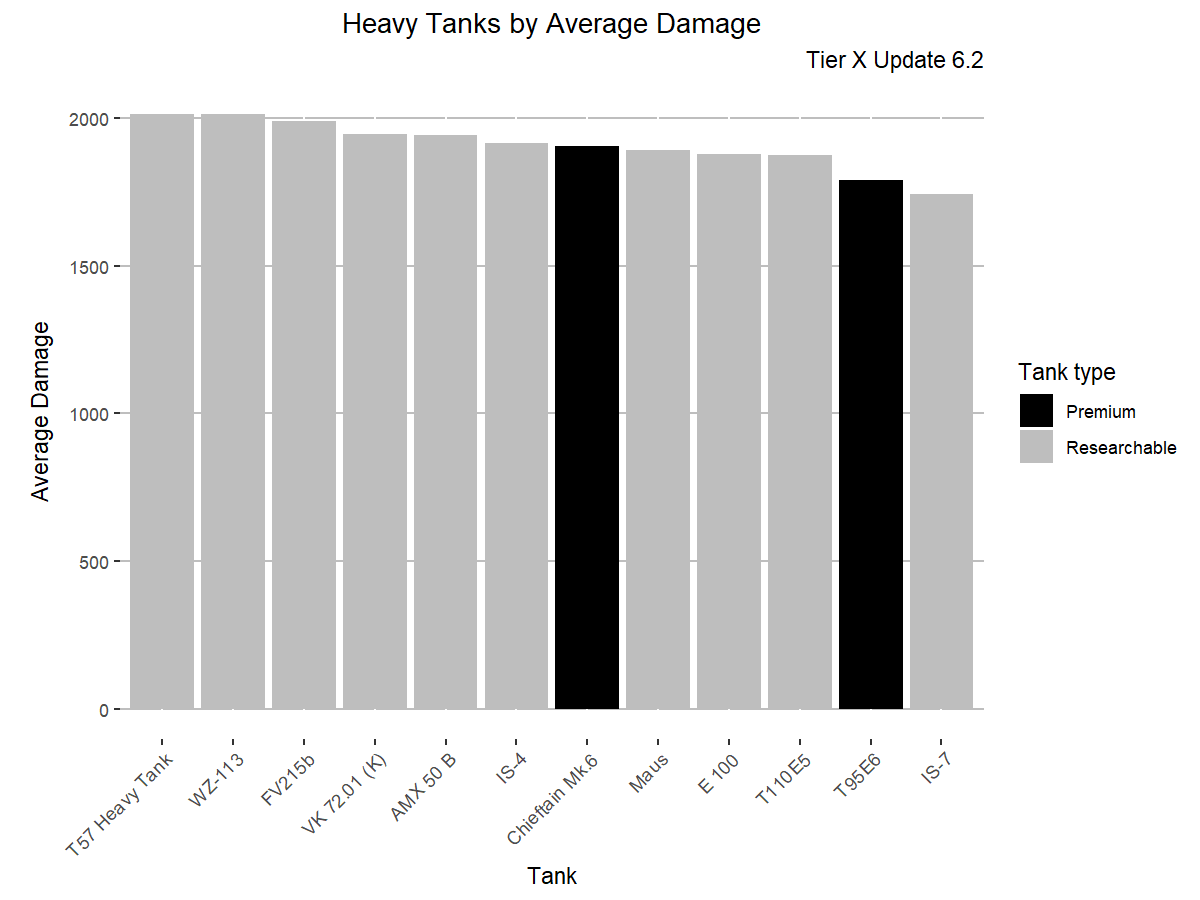 Heavy Tanks by Average Damage
Tier X Update 6.2
Average Damage
2000
1500
1000
500
0
T57 Heavy Tank
WZ-113
FV215b
VK 72.01 (K)
AMX 50 B
IS-4
Chieftain Mk.6
Maus
E 100
T110E5
T95E6
IS-7
Tank
Tank type
Premium
Researchable